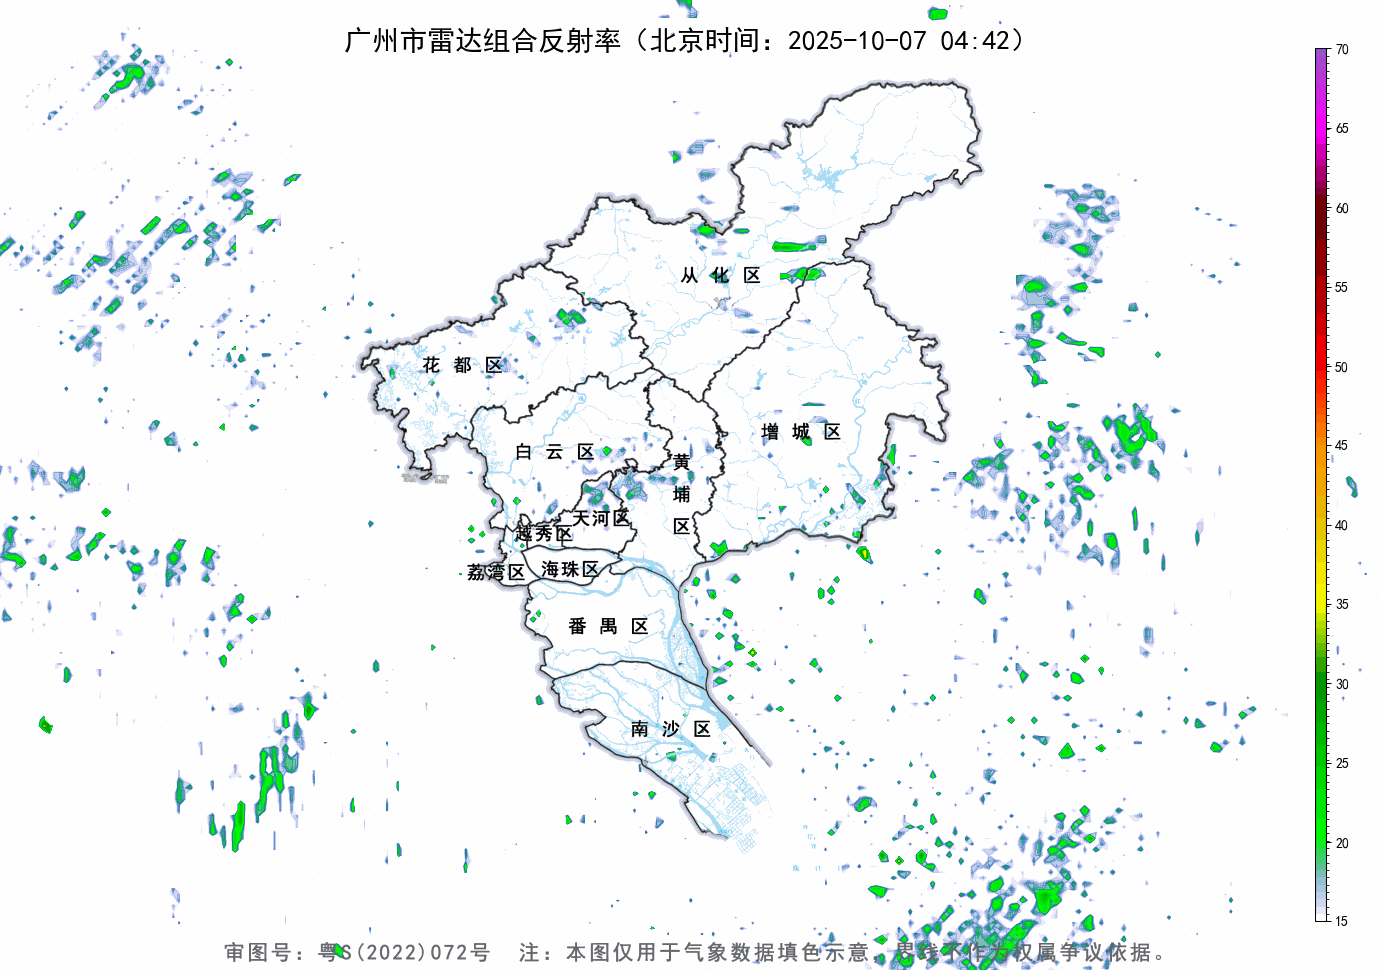 广州市雷达组合反射率（北京时间：2025-10-07 04:42）
70
65
60
55
50
45
40
35
30
25
20
15
从化区
花都区
增城区
白云区
黄埔区
天河区
越秀区
海珠区
荔湾区
番禺区
南沙区
审图号：粤S(2022)072号 注：本图仅用于气象数据填色示意，界线不作为权属争议依据。